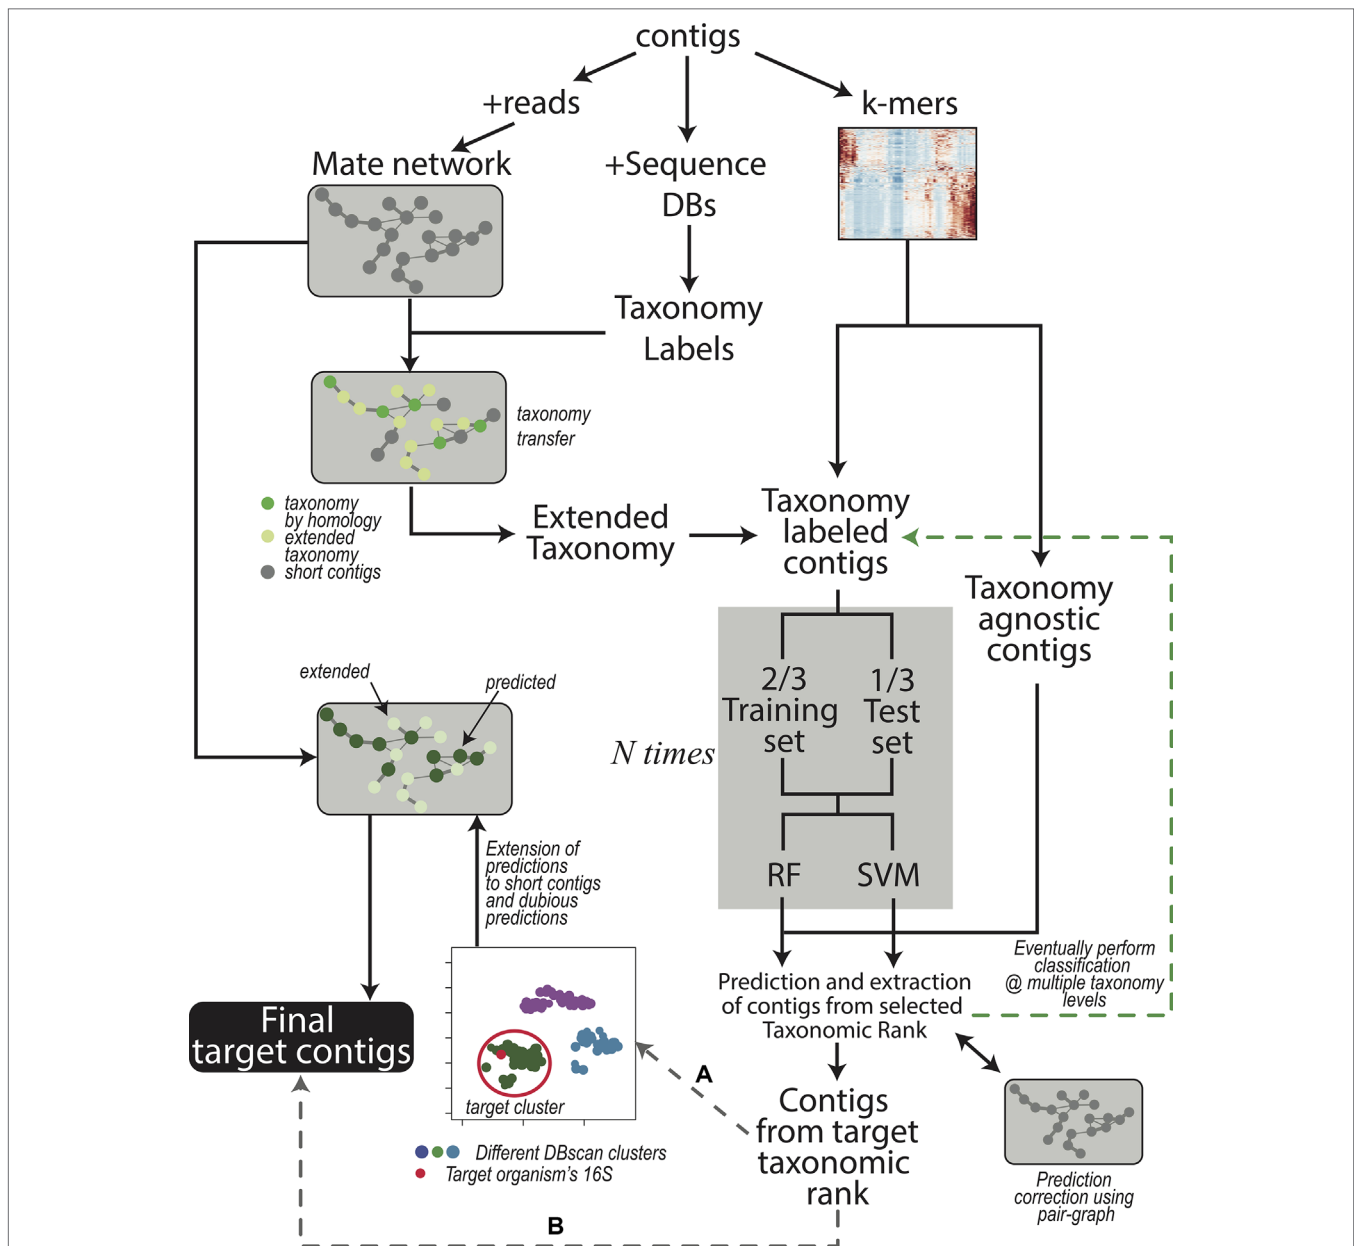 contigs
+reads
k-mers
Mate network
+Sequence
DBs
Taxonomy
Labels
taxonomy
transfer
taxonomy
by homology
extended
taxonomy
short contigs
Extended
Taxonomy
Taxonomy
labeled
contigs
Taxonomy
agnostic
contigs
extended
predicted
2/3
Training
set
1/3
Test
set
N times
RF
SVM
Extension of
predictions
to short contigs
and dubious
predictions
Eventually perform
classification
@ multiple taxonomy
levels
Prediction and extraction
of contigs from selected
Taxonomic Rank
Final
target contigs
target cluster
A
Contigs
from target
taxonomic
rank
Different DBscan clusters
Target organism's 16S
Prediction
correction using
pair-graph
B